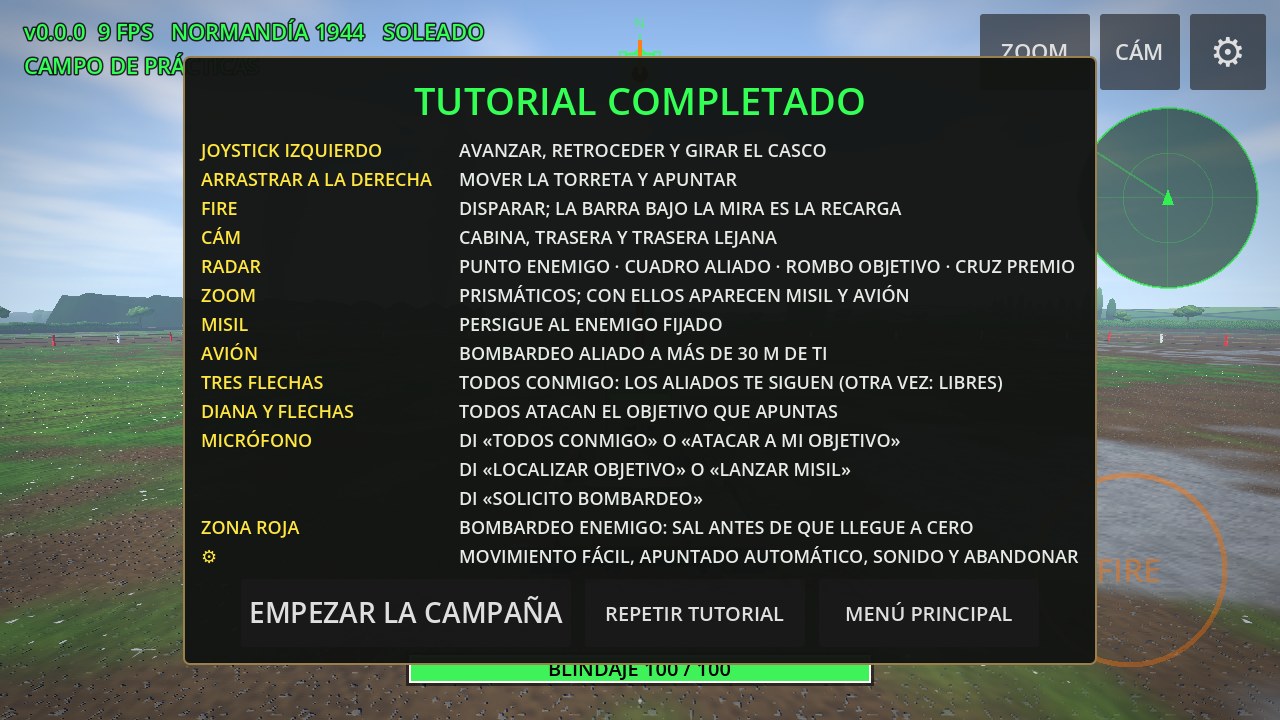 v0.0.0 9 FPS NORMANDÍA 1944 SOLEADO
CAMPO DE PRÁCTICAS
ZOOM
CÁM
⚙
TUTORIAL COMPLETADO
JOYSTICK IZQUIERDO AVANZAR, RETROCEDER Y GIRAR EL CASCO
ARRASTRAR A LA DERECHA MOVER LA TORRETA Y APUNTAR
FIRE DISPARAR; LA BARRA BAJO LA MIRA ES LA RECARGA
CÁM CABINA, TRASERA Y TRASERA LEJANA
RADAR PUNTO ENEMIGO · CUADRO ALIADO · ROMBO OBJETIVO · CRUZ PREMIO
ZOOM PRISMÁTICOS; CON ELLOS APARECEN MISIL Y AVIÓN
MISIL PERSIGUE AL ENEMIGO FIJADO
AVIÓN BOMBARDEO ALIADO A MÁS DE 30 M DE TI
TRES FLECHAS TODOS CONMIGO: LOS ALIADOS TE SIGUEN (OTRA VEZ: LIBRES)
DIANA Y FLECHAS TODOS ATACAN EL OBJETIVO QUE APUNTAS
MICRÓFONO DI «TODOS CONMIGO» O «ATACAR A MI OBJETIVO»
DI «LOCALIZAR OBJETIVO» O «LANZAR MISIL»
DI «SOLICITO BOMBARDEO»
ZONA ROJA BOMBARDEO ENEMIGO: SAL ANTES DE QUE LLEGUE A CERO
⚙ MOVIMIENTO FÁCIL, APUNTADO AUTOMÁTICO, SONIDO Y ABANDONAR
FIRE
EMPEZAR LA CAMPAÑA
REPETIR TUTORIAL
MENÚ PRINCIPAL
BLINDAJE 100 / 100